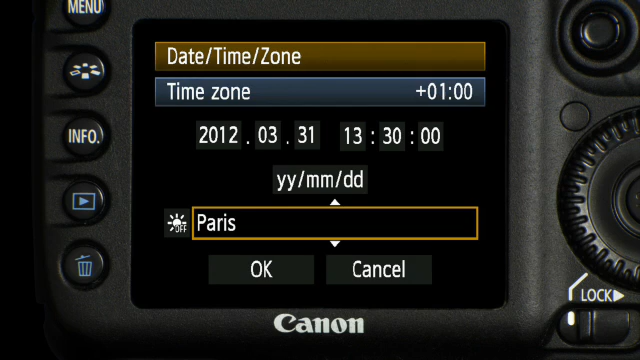 MENU
Date/Time/Zone
Time zone +01:00
INFO.
2012 . 03 . 31 13 : 30 : 00
yy/mm/dd
OFF Paris
OK Cancel
LOCK
Canon